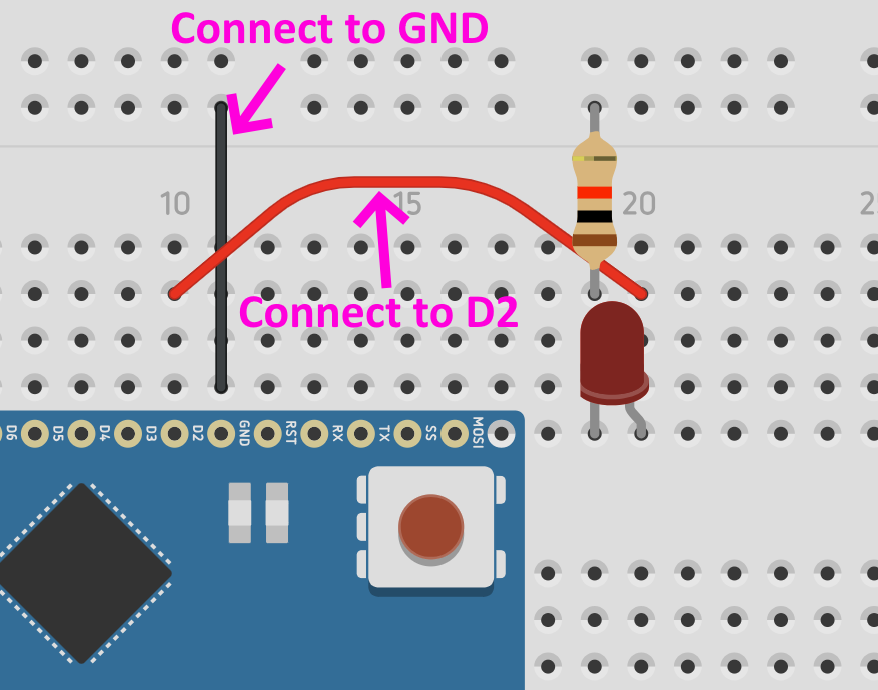 Connect to GND
10 15 20 2
Connect to D2
D6 D5 D4 D3 D2 GND RST RX TX SS MOSI